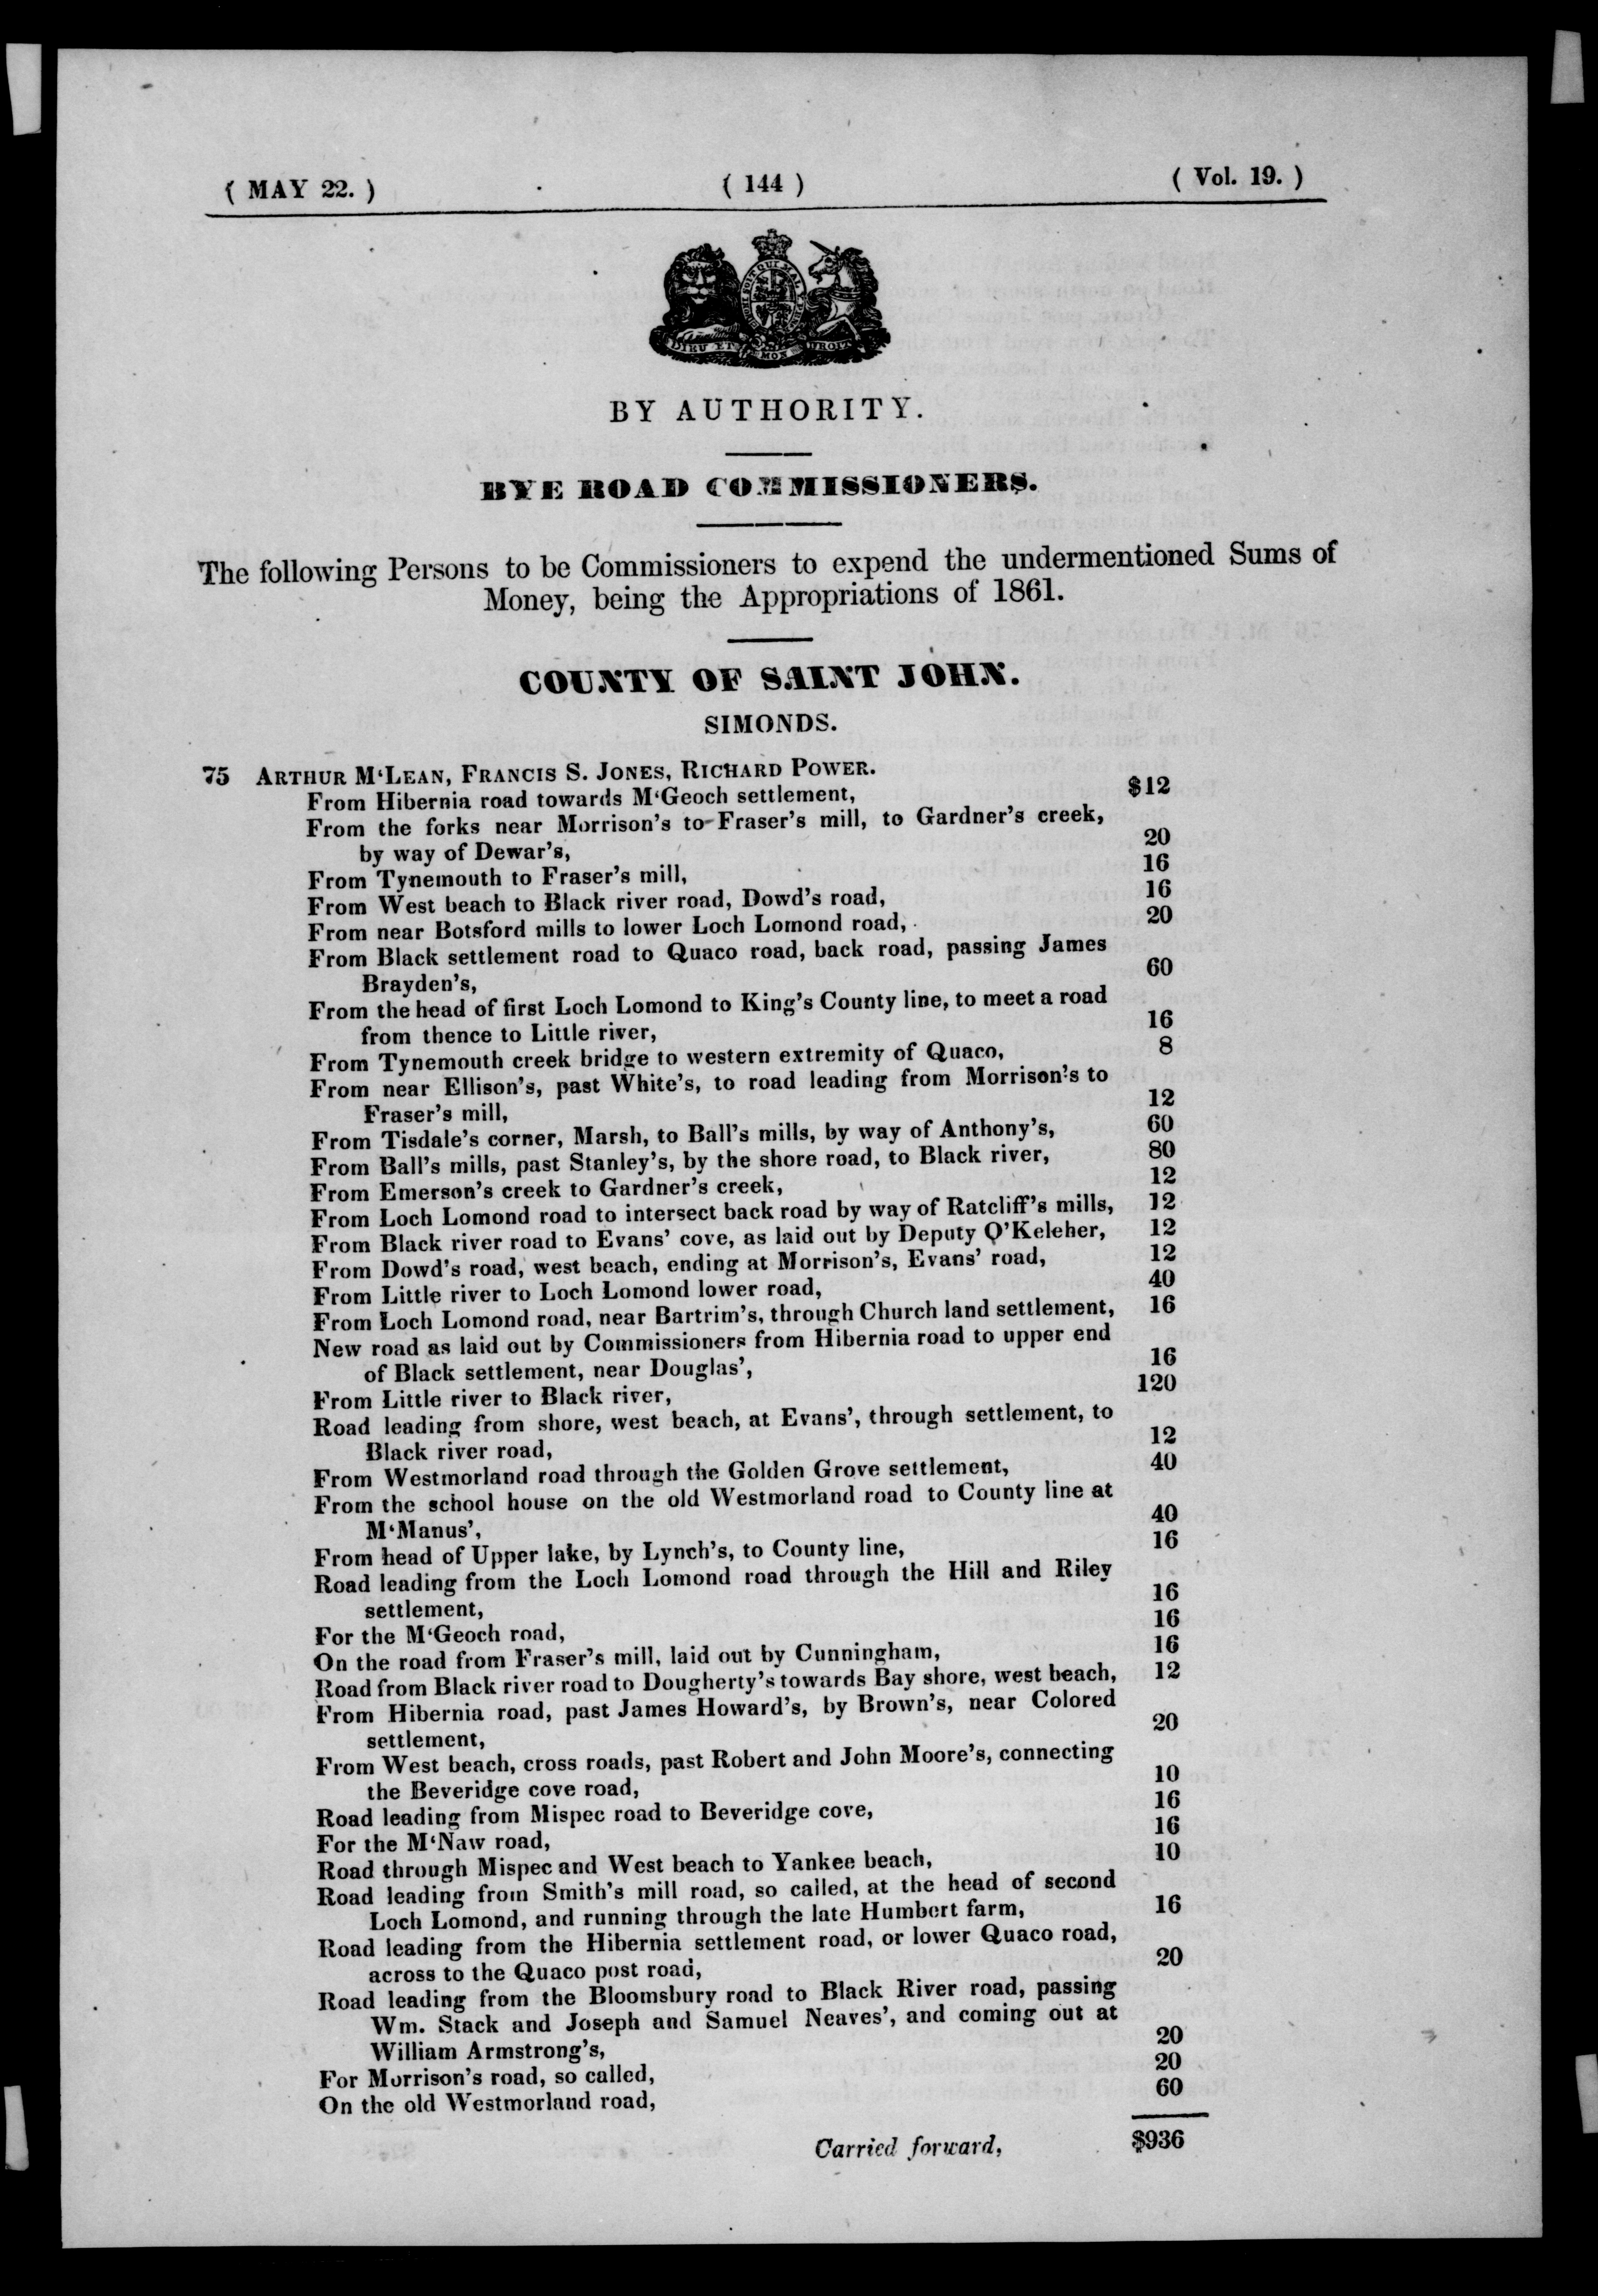 ( MAY 22. ) ( 144 ) ( Vol. 19. )
HONI SOIT QUI MAL
DIEU ET MON DROIT
BY AUTHORITY.
BYE ROAD COMMISSIONERS.
The following Persons to be Commissioners to expend the undermentioned Sums of
Money, being the Appropriations of 1861.
COUNTY OF SAINT JOHN.
SIMONDS.
75 ARTHUR M‘LEAN, FRANCIS S. JONES, RICHARD POWER.
From Hibernia road towards M‘Geoch settlement, $12
From the forks near Morrison's to Fraser's mill, to Gardner's creek,
by way of Dewar's, 20
From Tynemouth to Fraser's mill, 16
From West beach to Black river road, Dowd's road, 16
From near Botsford mills to lower Loch Lomond road, 20
From Black settlement road to Quaco road, back road, passing James
Brayden's, 60
From the head of first Loch Lomond to King's County line, to meet a road
from thence to Little river, 16
From Tynemouth creek bridge to western extremity of Quaco, 8
From near Ellison's, past White's, to road leading from Morrison's to
Fraser's mill, 12
From Tisdale's corner, Marsh, to Ball's mills, by way of Anthony's, 60
From Ball's mills, past Stanley's, by the shore road, to Black river, 80
From Emerson's creek to Gardner's creek, 12
From Loch Lomond road to intersect back road by way of Ratcliff's mills, 12
From Black river road to Evans' cove, as laid out by Deputy O'Keleher, 12
From Dowd's road, west beach, ending at Morrison's, Evans' road, 12
From Little river to Loch Lomond lower road, 40
From Loch Lomond road, near Bartrim's, through Church land settlement, 16
New road as laid out by Commissioners from Hibernia road to upper end
of Black settlement, near Douglas', 16
From Little river to Black river, 120
Road leading from shore, west beach, at Evans', through settlement, to
Black river road, 12
From Westmorland road through the Golden Grove settlement, 40
From the school house on the old Westmorland road to County line at
M‘Manus', 40
From head of Upper lake, by Lynch's, to County line, 16
Road leading from the Loch Lomond road through the Hill and Riley
settlement, 16
For the M‘Geoch road, 16
On the road from Fraser's mill, laid out by Cunningham, 16
Road from Black river road to Dougherty's towards Bay shore, west beach, 12
From Hibernia road, past James Howard's, by Brown's, near Colored
settlement, 20
From West beach, cross roads, past Robert and John Moore's, connecting
the Beveridge cove road, 10
Road leading from Mispec road to Beveridge cove, 16
For the M‘Naw road, 16
Road through Mispec and West beach to Yankee beach, 10
Road leading from Smith's mill road, so called, at the head of second
Loch Lomond, and running through the late Humbert farm, 16
Road leading from the Hibernia settlement road, or lower Quaco road,
across to the Quaco post road, 20
Road leading from the Bloomsbury road to Black River road, passing
Wm. Stack and Joseph and Samuel Neaves', and coming out at
William Armstrong's, 20
For Morrison's road, so called, 20
On the old Westmorland road, 60
Carried forward, $936